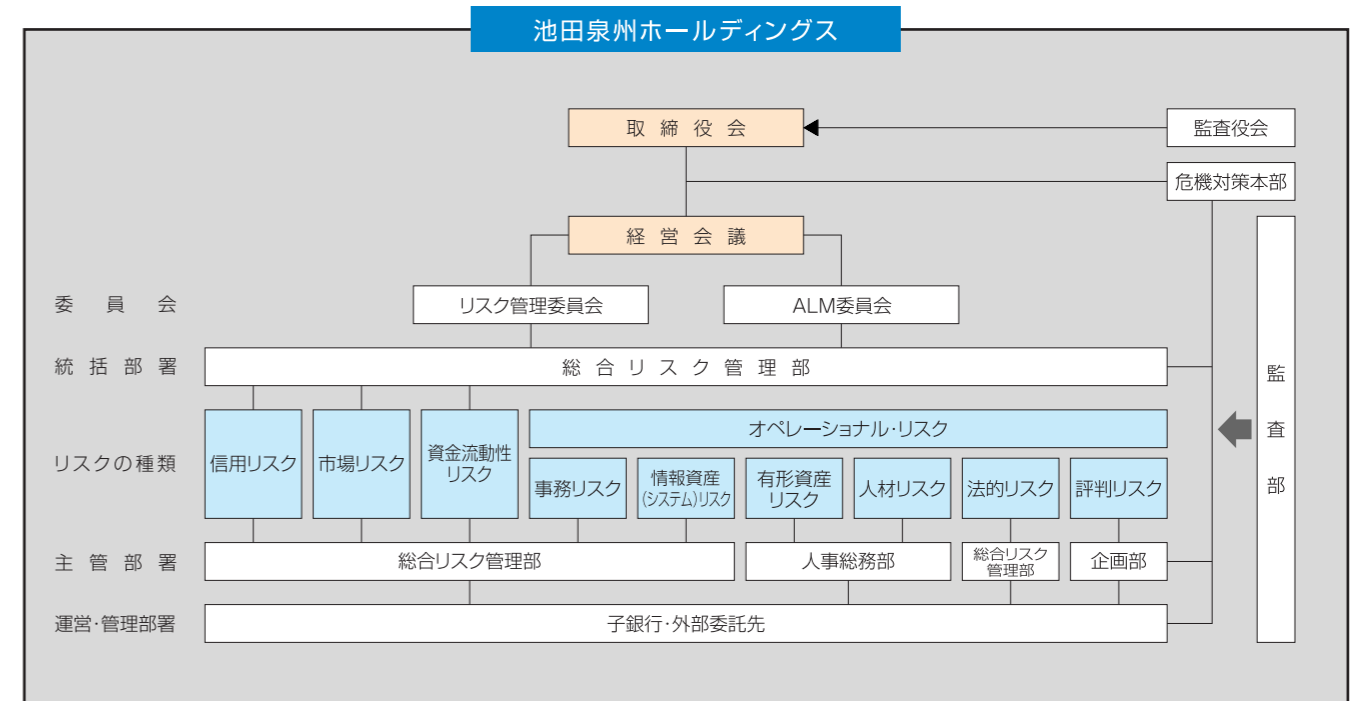 池田泉州ホールディングス
取締役会
監査役会
危機対策本部
経営会議
委員会
リスク管理委員会
ALM委員会
統括部署
総合リスク管理部
監査部
リスクの種類
信用リスク
市場リスク
資金流動性
リスク
オペレーショナル・リスク
事務リスク
情報資産
(システム)リスク
有形資産
リスク
人材リスク
法的リスク
評判リスク
主管部署
総合リスク管理部
人事総務部
総合リスク
管理部
企画部
運営・管理部署
子銀行・外部委託先